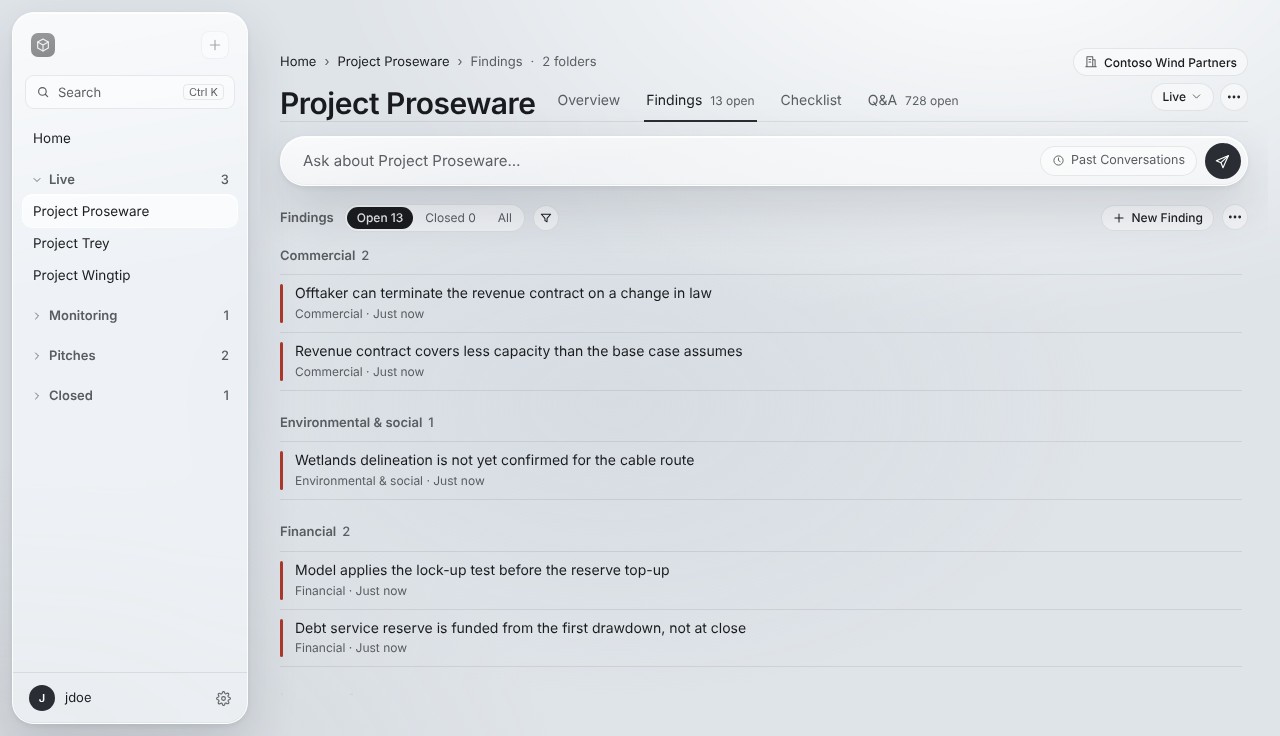 Search Ctrl K
Home
Live 3
Project Proseware
Project Trey
Project Wingtip
Monitoring 1
Pitches 2
Closed 1
J jdoe
Home › Project Proseware › Findings · 2 folders
Contoso Wind Partners
Project Proseware Overview Findings 13 open Checklist Q&A 728 open Live
Ask about Project Proseware... Past Conversations
Findings Open 13 Closed 0 All New Finding
Commercial 2
Offtaker can terminate the revenue contract on a change in law
Commercial · Just now
Revenue contract covers less capacity than the base case assumes
Commercial · Just now
Environmental & social 1
Wetlands delineation is not yet confirmed for the cable route
Environmental & social · Just now
Financial 2
Model applies the lock-up test before the reserve top-up
Financial · Just now
Debt service reserve is funded from the first drawdown, not at close
Financial · Just now